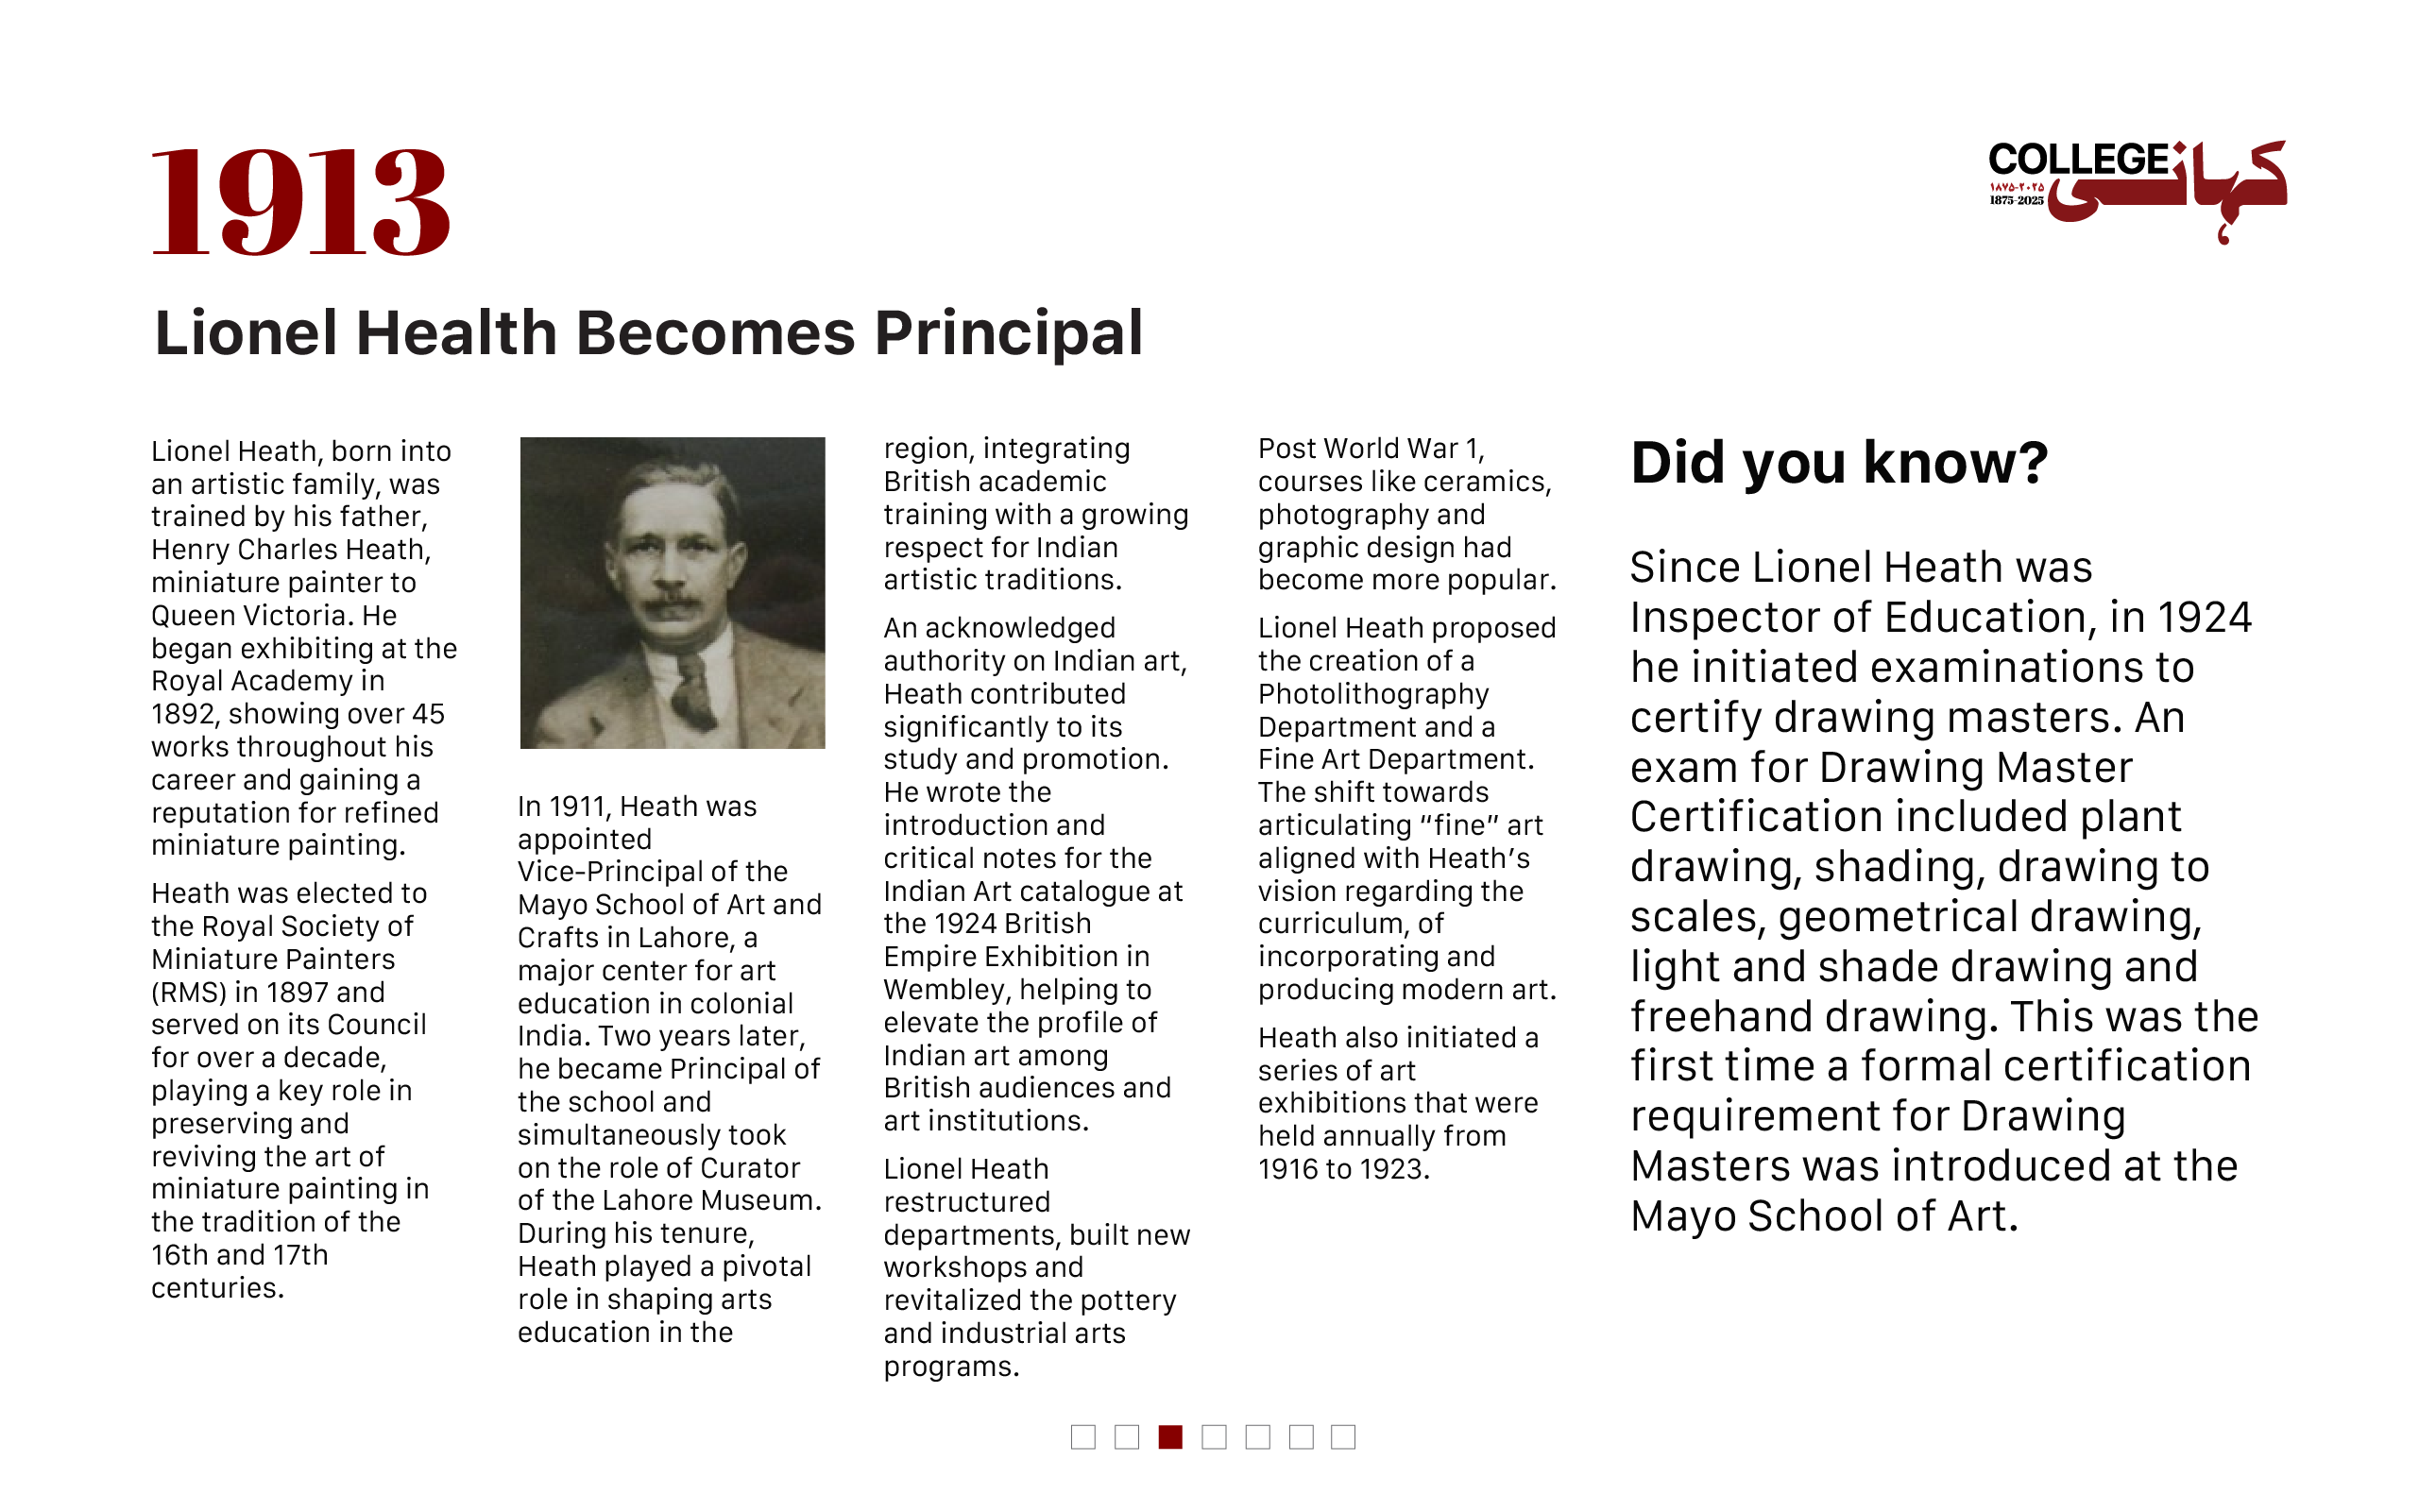 1913
COLLEGE کہانی
۱۸۷۵-۲۰۲۵
1875-2025
Lionel Health Becomes Principal
Lionel Heath, born into
an artistic family, was
trained by his father,
Henry Charles Heath,
miniature painter to
Queen Victoria. He
began exhibiting at the
Royal Academy in
1892, showing over 45
works throughout his
career and gaining a
reputation for refined
miniature painting.
Heath was elected to
the Royal Society of
Miniature Painters
(RMS) in 1897 and
served on its Council
for over a decade,
playing a key role in
preserving and
reviving the art of
miniature painting in
the tradition of the
16th and 17th
centuries.
In 1911, Heath was
appointed
Vice-Principal of the
Mayo School of Art and
Crafts in Lahore, a
major center for art
education in colonial
India. Two years later,
he became Principal of
the school and
simultaneously took
on the role of Curator
of the Lahore Museum.
During his tenure,
Heath played a pivotal
role in shaping arts
education in the
region, integrating
British academic
training with a growing
respect for Indian
artistic traditions.
An acknowledged
authority on Indian art,
Heath contributed
significantly to its
study and promotion.
He wrote the
introduction and
critical notes for the
Indian Art catalogue at
the 1924 British
Empire Exhibition in
Wembley, helping to
elevate the profile of
Indian art among
British audiences and
art institutions.
Lionel Heath
restructured
departments, built new
workshops and
revitalized the pottery
and industrial arts
programs.
Post World War 1,
courses like ceramics,
photography and
graphic design had
become more popular.
Lionel Heath proposed
the creation of a
Photolithography
Department and a
Fine Art Department.
The shift towards
articulating “fine” art
aligned with Heath’s
vision regarding the
curriculum, of
incorporating and
producing modern art.
Heath also initiated a
series of art
exhibitions that were
held annually from
1916 to 1923.
Did you know?
Since Lionel Heath was
Inspector of Education, in 1924
he initiated examinations to
certify drawing masters. An
exam for Drawing Master
Certification included plant
drawing, shading, drawing to
scales, geometrical drawing,
light and shade drawing and
freehand drawing. This was the
first time a formal certification
requirement for Drawing
Masters was introduced at the
Mayo School of Art.